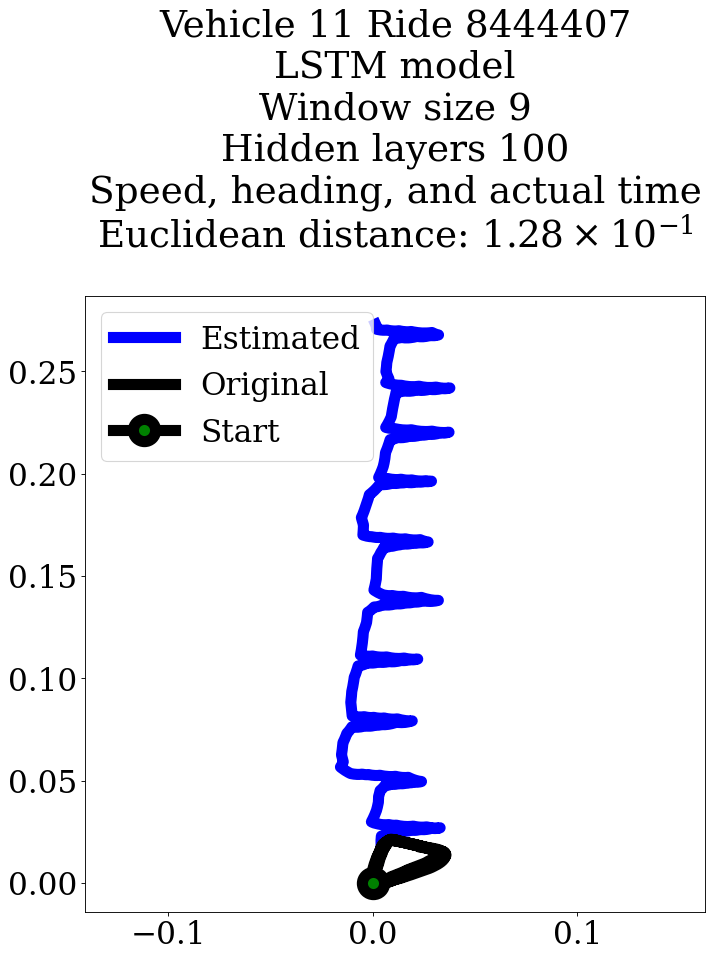 Vehicle 11 Ride 8444407
LSTM model
Window size 9
Hidden layers 100
Speed, heading, and actual time
Euclidean distance: 1.28 × 10⁻¹
Estimated
Original
Start
0.25
0.20
0.15
0.10
0.05
0.00
−0.1 0.0 0.1